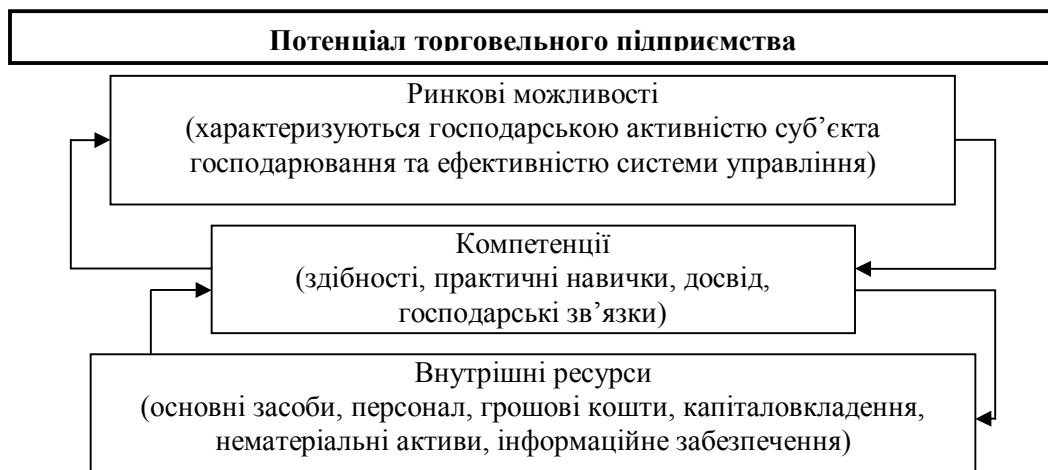 Потенціал торговельного підприємства
Ринкові можливості
(характеризуються господарською активністю суб’єкта
господарювання та ефективністю системи управління)
Компетенції
(здібності, практичні навички, досвід,
господарські зв’язки)
Внутрішні ресурси
(основні засоби, персонал, грошові кошти, капіталовкладення,
нематеріальні активи, інформаційне забезпечення)